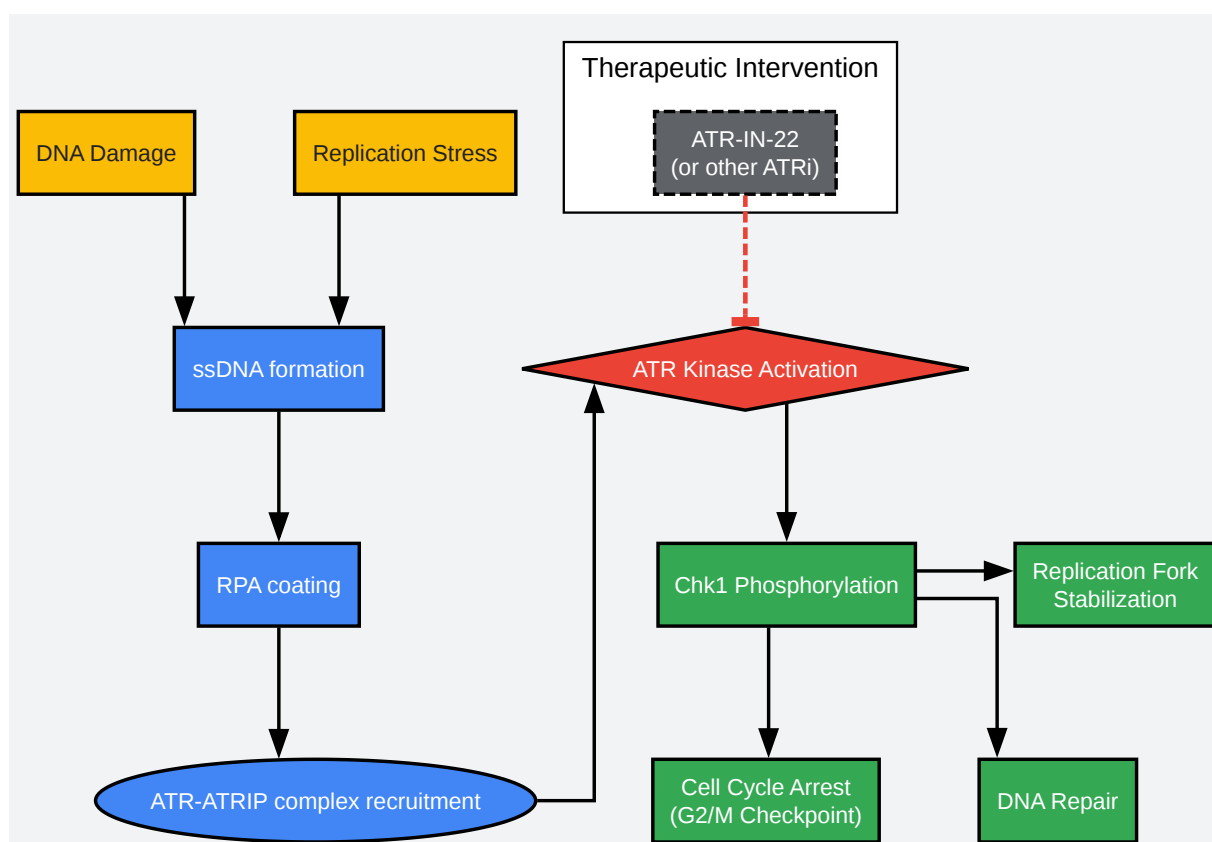 Therapeutic Intervention
DNA Damage
Replication Stress
ATR-IN-22
(or other ATRi)
ssDNA formation
ATR Kinase Activation
RPA coating
Chk1 Phosphorylation
Replication Fork
Stabilization
ATR-ATRIP complex recruitment
Cell Cycle Arrest
(G2/M Checkpoint)
DNA Repair